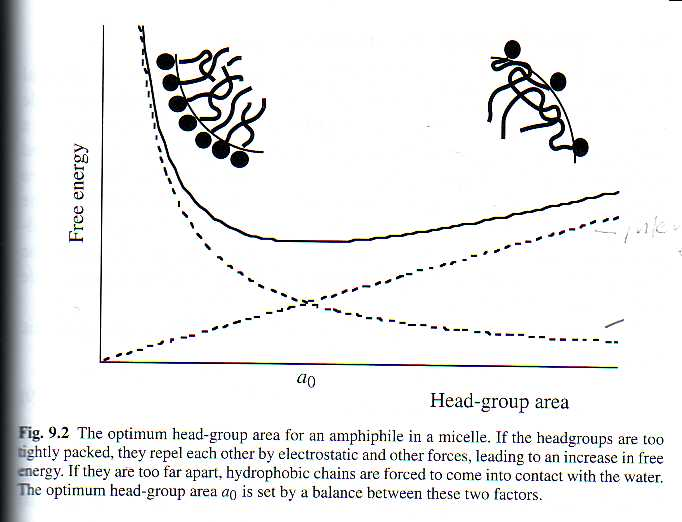 Free energy
a0
Head-group area
Fig. 9.2 The optimum head-group area for an amphiphile in a micelle. If the headgroups are too
tightly packed, they repel each other by electrostatic and other forces, leading to an increase in free
energy. If they are too far apart, hydrophobic chains are forced to come into contact with the water.
The optimum head-group area a0 is set by a balance between these two factors.